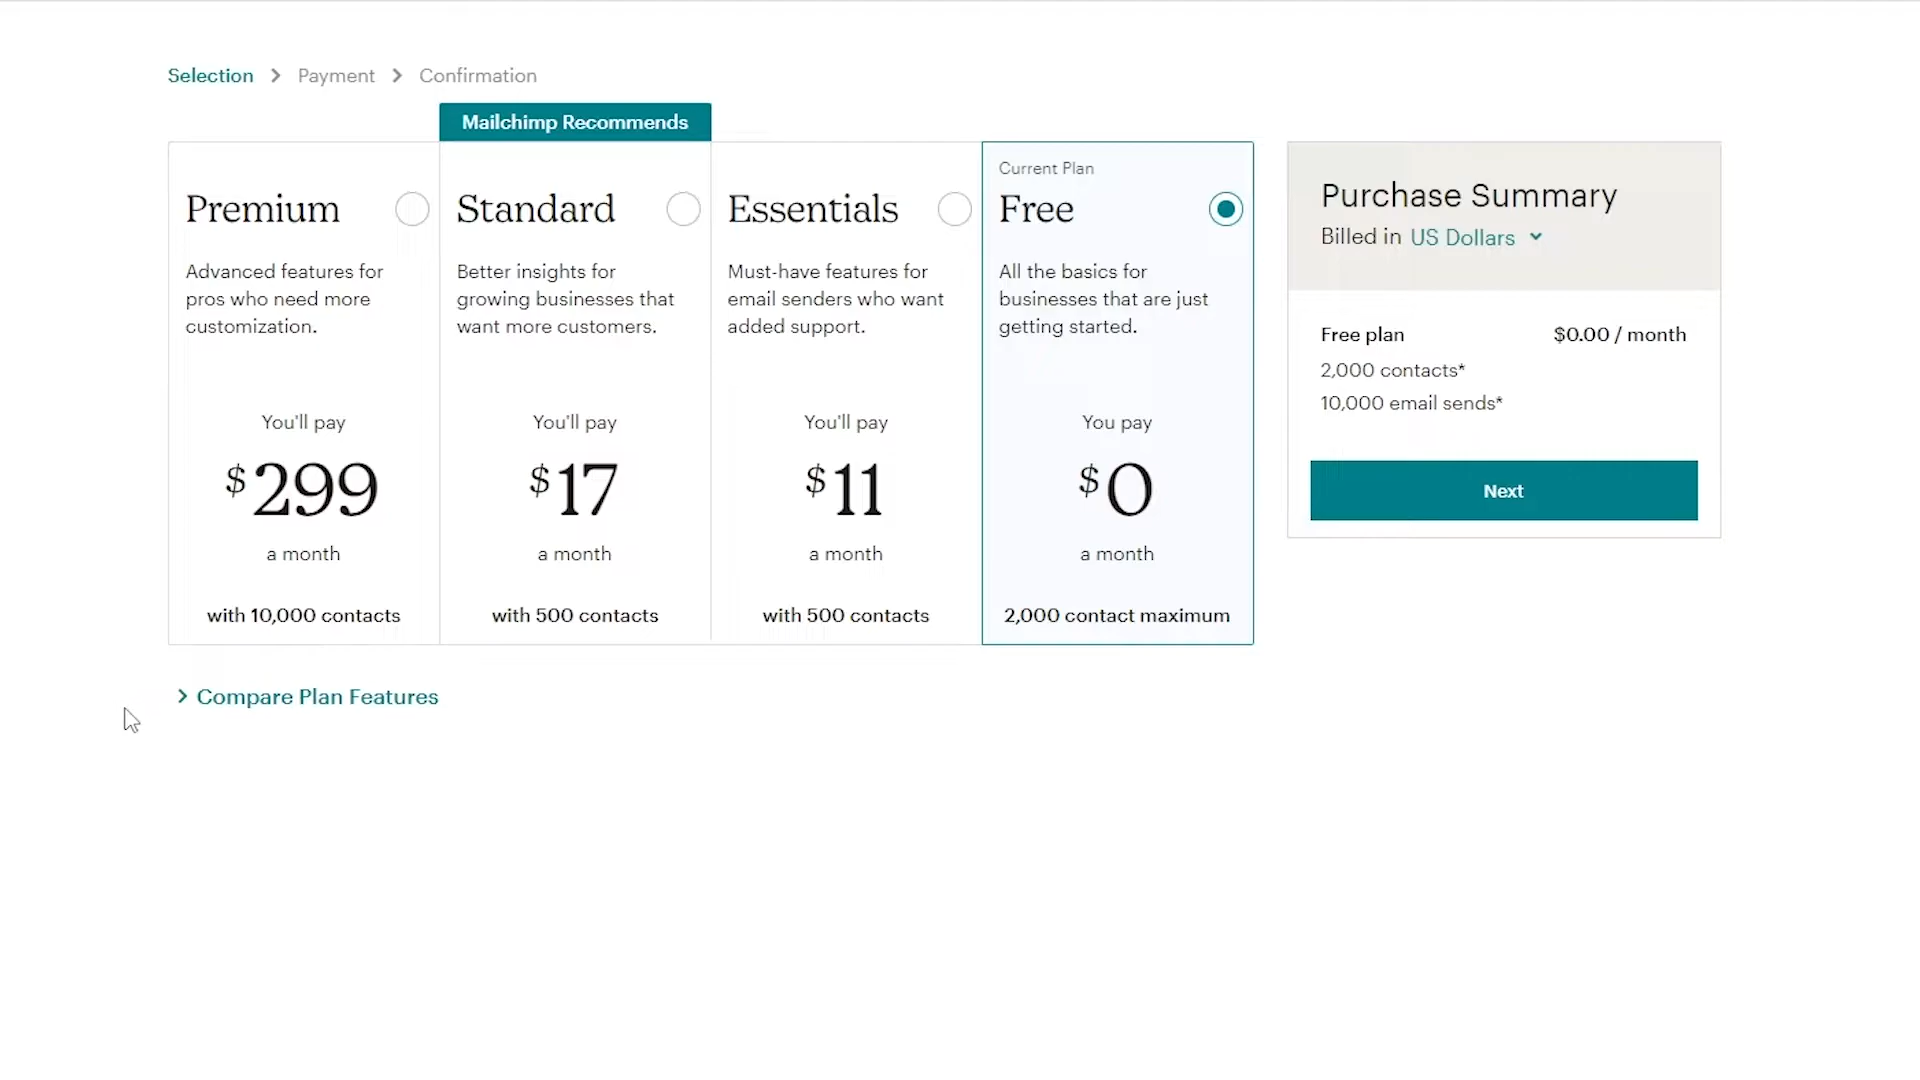 Selection > Payment > Confirmation
Mailchimp Recommends
Premium
Advanced features for
pros who need more
customization.
You'll pay
$299
a month
with 10,000 contacts
Standard
Better insights for
growing businesses that
want more customers.
You'll pay
$17
a month
with 500 contacts
Essentials
Must-have features for
email senders who want
added support.
You'll pay
$11
a month
with 500 contacts
Current Plan
Free
All the basics for
businesses that are just
getting started.
You pay
$0
a month
2,000 contact maximum
Purchase Summary
Billed in US Dollars
Free plan $0.00 / month
2,000 contacts*
10,000 email sends*
Next
> Compare Plan Features